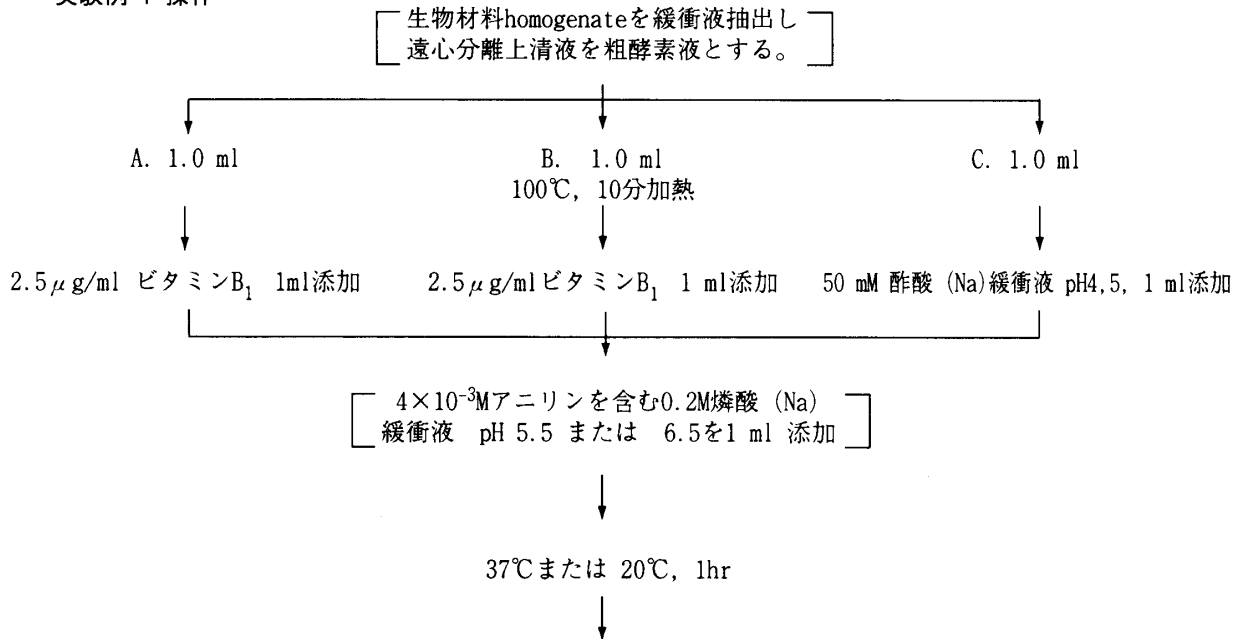 生物材料homogenateを緩衝液抽出し
遠心分離上清液を粗酵素液とする。
A. 1.0 ml
B. 1.0 ml
C. 1.0 ml
100℃, 10分加熱
2.5μg/ml ビタミンB₁ 1ml添加
2.5μg/mlビタミンB₁ 1 ml添加
50 mM 酢酸 (Na)緩衝液 pH4,5, 1 ml添加
4×10⁻³Mアニリンを含む0.2M燐酸 (Na)
緩衝液 pH 5.5 または 6.5を1 ml 添加
37℃または 20℃, 1hr